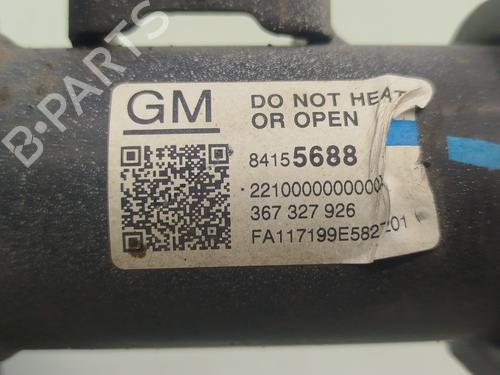 GM
DO NOT HEAT
OR OPEN
84155688
367 327 926
B-PARTS